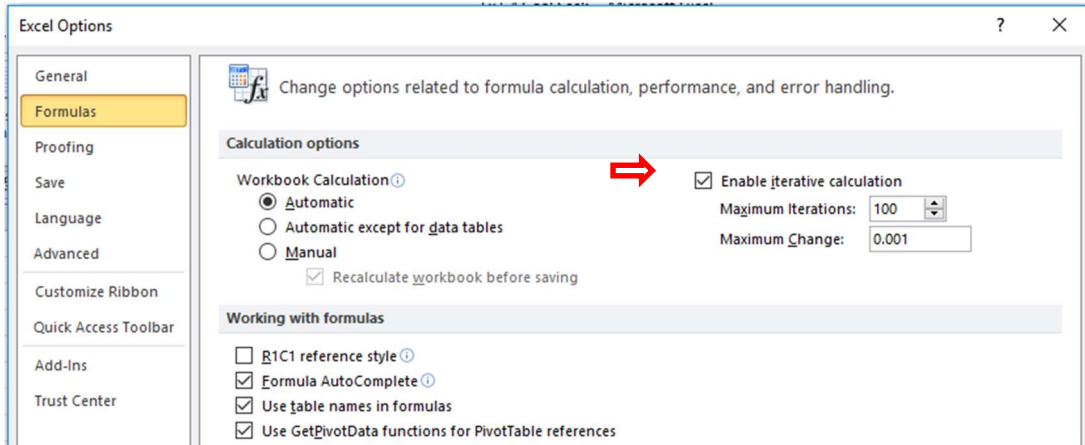 Excel Options
?
General
Formulas
Proofing
Save
Language
Advanced
Customize Ribbon
Quick Access Toolbar
Add-Ins
Trust Center
Change options related to formula calculation, performance, and error handling.
Calculation options
Workbook Calculation
Automatic
Automatic except for data tables
Manual
Recalculate workbook before saving
Enable iterative calculation
Maximum Iterations: 100
Maximum Change: 0.001
Working with formulas
R1C1 reference style
Formula AutoComplete
Use table names in formulas
Use GetPivotData functions for PivotTable references